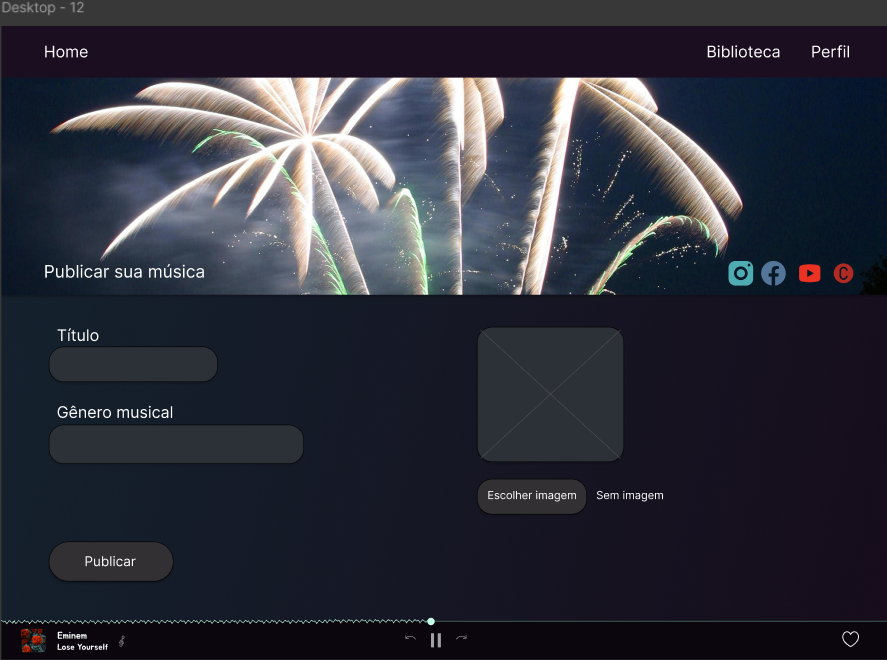 Desktop - 12
Home
Biblioteca
Perfil
Publicar sua música
C
Título
Gênero musical
Escolher imagem
Sem imagem
Publicar
Eminem
Lose Yourself